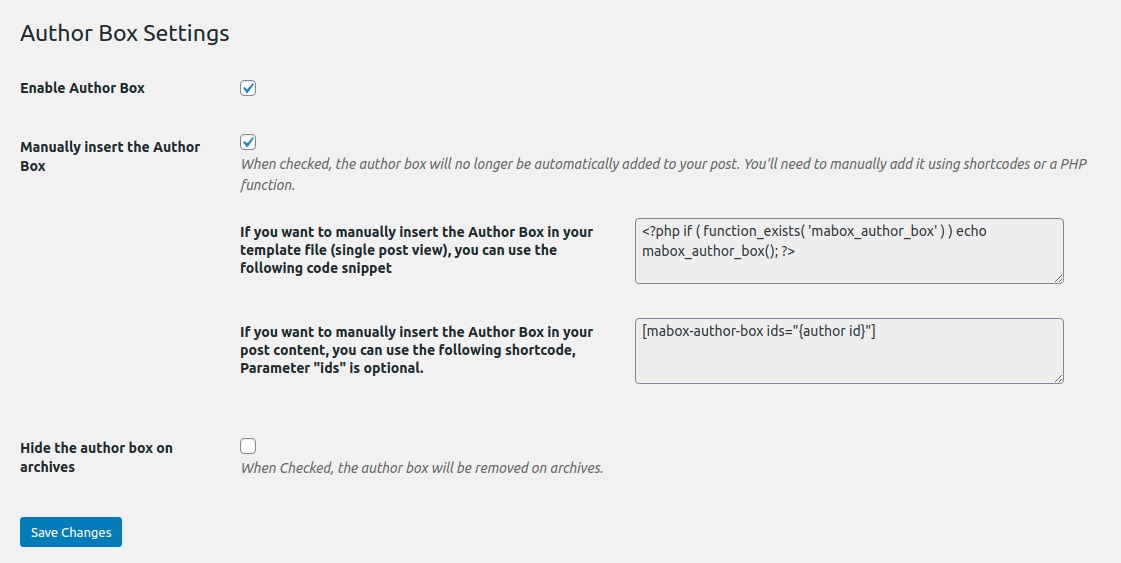 Author Box Settings
Enable Author Box
Manually insert the Author
Box
When checked, the author box will no longer be automatically added to your post. You'll need to manually add it using shortcodes or a PHP
function.
If you want to manually insert the Author Box in your
template file (single post view), you can use the
following code snippet
<?php if ( function_exists( 'mabox_author_box' ) ) echo
mabox_author_box(); ?>
If you want to manually insert the Author Box in your
post content, you can use the following shortcode,
Parameter "ids" is optional.
[mabox-author-box ids="{author id}"]
Hide the author box on
archives
When Checked, the author box will be removed on archives.
Save Changes